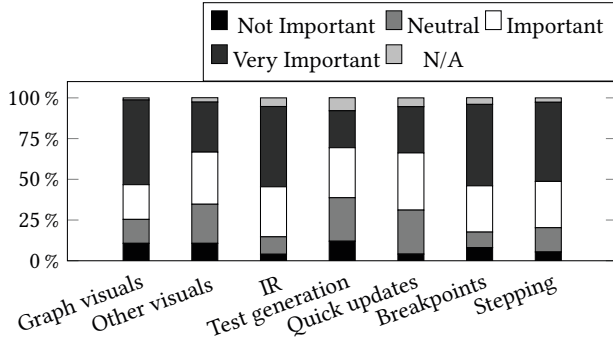 Not Important Neutral Important
Very Important N/A
100 %
75 %
50 %
25 %
0 %
Graph visuals
Other visuals
IR
Test generation
Quick updates
Breakpoints
Stepping